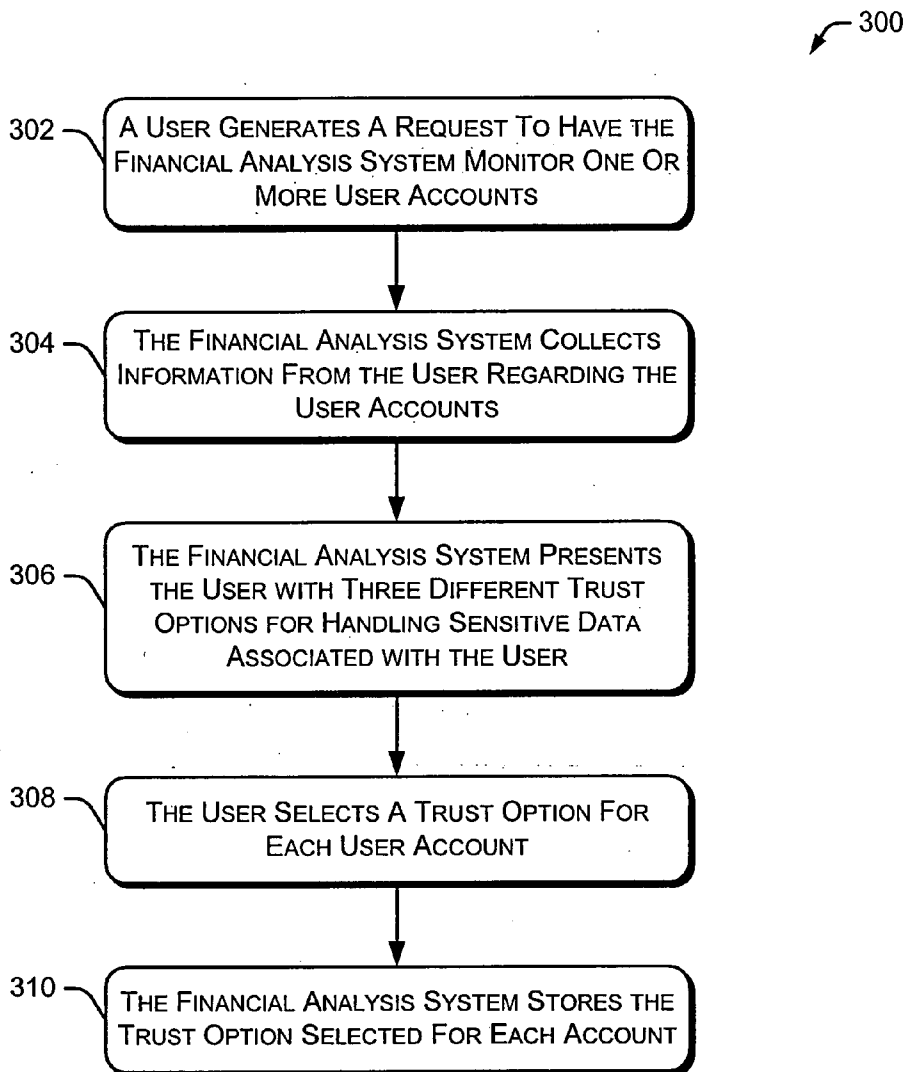 300
302
A USER GENERATES A REQUEST TO HAVE THE
FINANCIAL ANALYSIS SYSTEM MONITOR ONE OR
MORE USER ACCOUNTS
304
THE FINANCIAL ANALYSIS SYSTEM COLLECTS
INFORMATION FROM THE USER REGARDING THE
USER ACCOUNTS
306
THE FINANCIAL ANALYSIS SYSTEM PRESENTS
THE USER WITH THREE DIFFERENT TRUST
OPTIONS FOR HANDLING SENSITIVE DATA
ASSOCIATED WITH THE USER
308
THE USER SELECTS A TRUST OPTION FOR
EACH USER ACCOUNT
310
THE FINANCIAL ANALYSIS SYSTEM STORES THE
TRUST OPTION SELECTED FOR EACH ACCOUNT